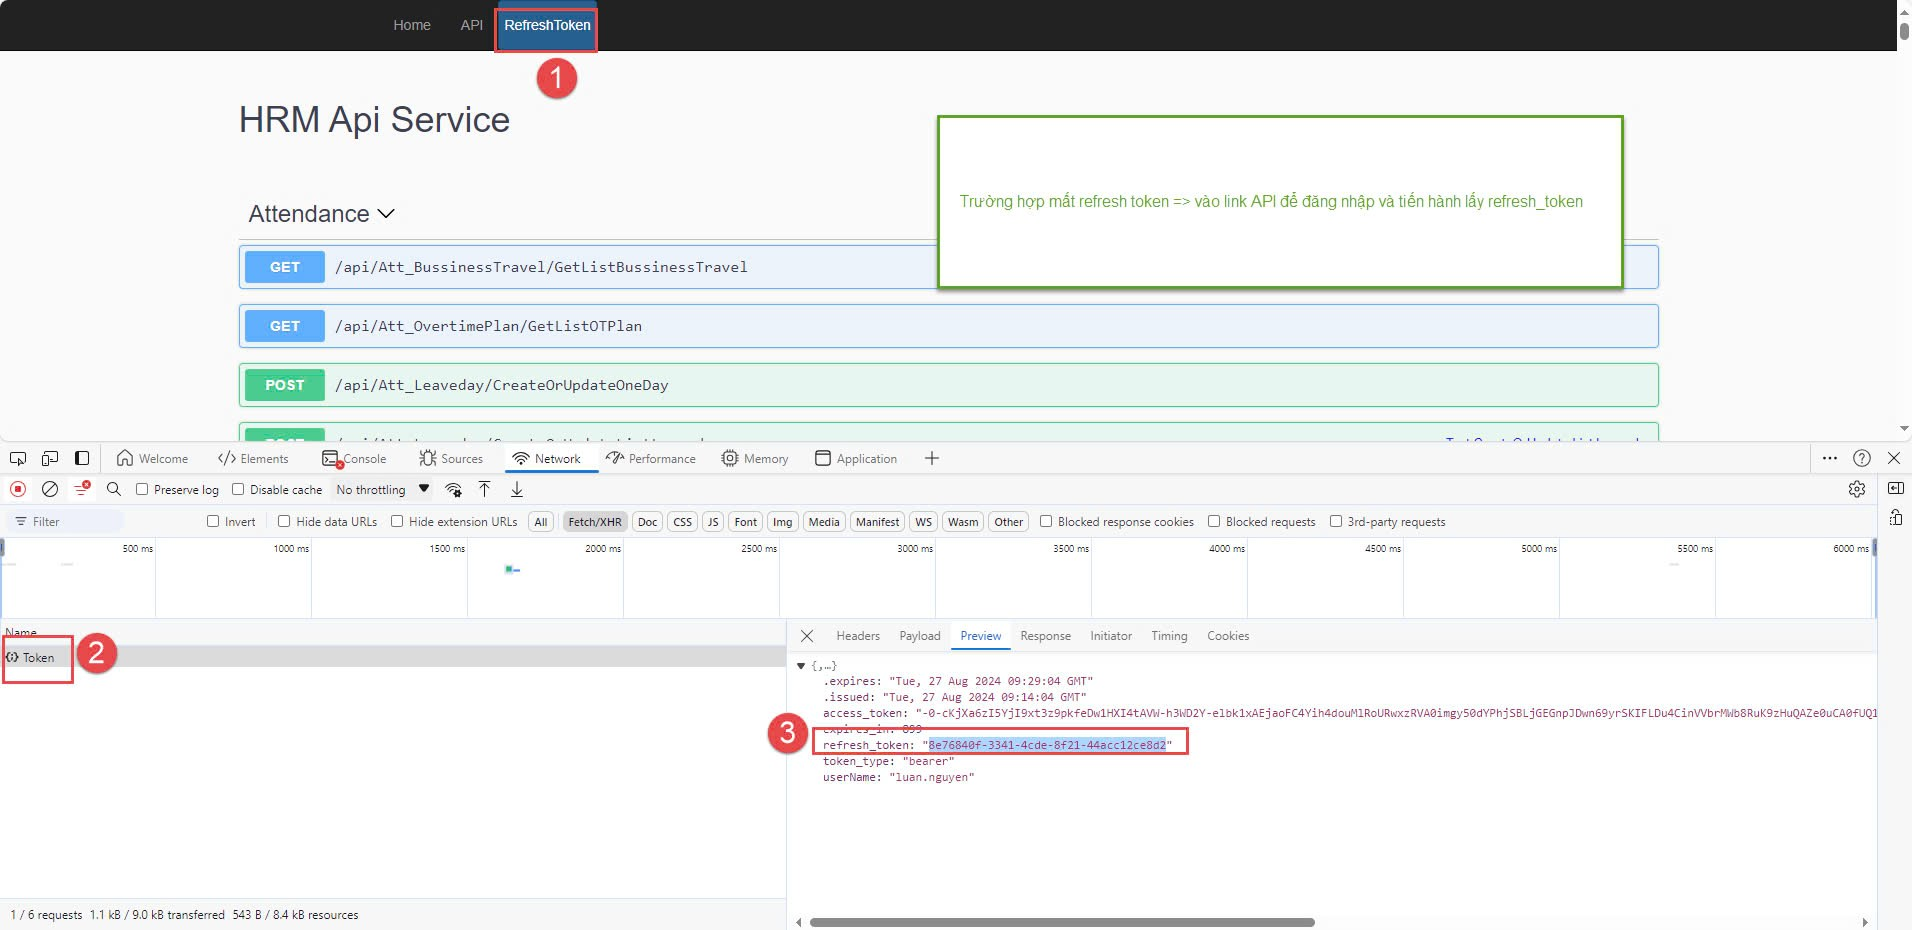 Home API RefreshToken
1
HRM Api Service
Trường hợp mất refresh token => vào link API để đăng nhập và tiến hành lấy refresh_token
Attendance
GET /api/Att_BussinessTravel/GetListBussinessTravel
GET /api/Att_OvertimePlan/GetListOTPlan
POST /api/Att_Leaveday/CreateOrUpdateOneDay
Welcome Elements Console Sources Network Performance Memory Application
Preserve log Disable cache No throttling
Filter Invert Hide data URLs Hide extension URLs All Fetch/XHR Doc CSS JS Font Img Media Manifest WS Wasm Other Blocked response cookies Blocked requests 3rd-party requests
500 ms 1000 ms 1500 ms 2000 ms 2500 ms 3000 ms 3500 ms 4000 ms 4500 ms 5000 ms 5500 ms 6000 ms
Name
Token
2
Headers Payload Preview Response Initiator Timing Cookies
{,…}
.expires: "Tue, 27 Aug 2024 09:29:04 GMT"
.issued: "Tue, 27 Aug 2024 09:14:04 GMT"
access_token: "-0-cKjXa6zI5YjI9xt3z9pkfeDw1HXI4tAVW-h3WD2Y-elbk1xAEjaoFC4Yih4douMlRoURwxzRVA0imgy50dYPhjSBLjGEGnpJDwn69yrSKIFLDu4CinVVbrMWb8RuK9zHuQAZe0uCA0fUQ1
expires_in: 899
3
refresh_token: "8e76840f-3341-4cde-8f21-44acc12ce8d2"
token_type: "bearer"
userName: "luan.nguyen"
1 / 6 requests 1.1 kB / 9.0 kB transferred 543 B / 8.4 kB resources